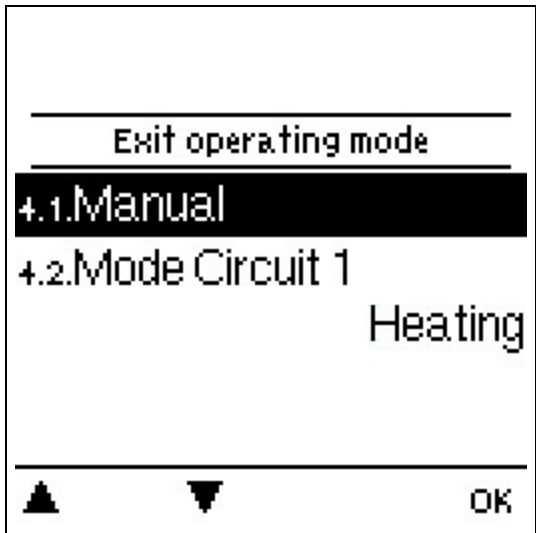 Exit operating mode
4.1.Manual
4.2.Mode Circuit 1
Heating
▲ ▼ OK